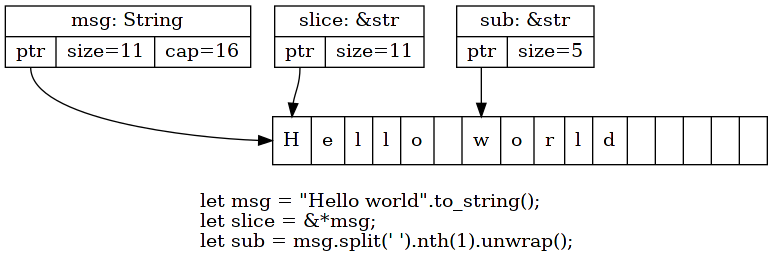 msg: String
ptr size=11 cap=16
slice: &str
ptr size=11
sub: &str
ptr size=5
H e l l o w o r l d
let msg = "Hello world".to_string();
let slice = &*msg;
let sub = msg.split(' ').nth(1).unwrap();